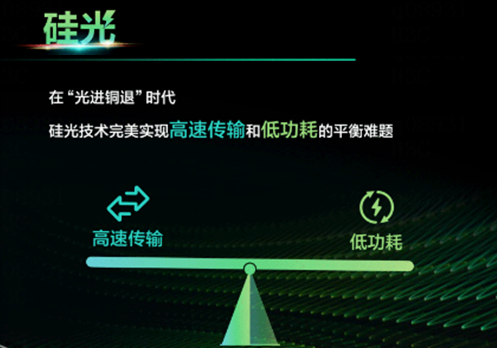 硅光
在“光进铜退”时代
硅光技术完美实现高速传输和低功耗的平衡难题
高速传输
低功耗